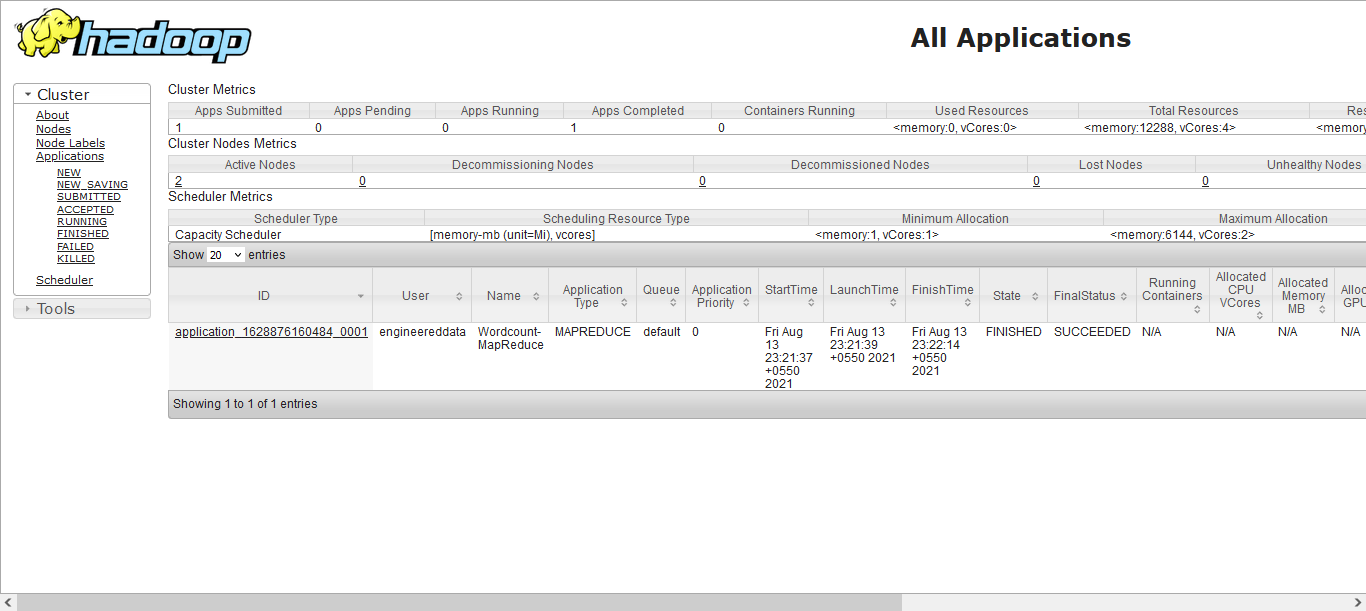 hadoop
All Applications
Cluster
About
Nodes
Node Labels
Applications
NEW
NEW_SAVING
SUBMITTED
ACCEPTED
RUNNING
FINISHED
FAILED
KILLED
Scheduler
Tools
Cluster Metrics
Apps Submitted Apps Pending Apps Running Apps Completed Containers Running Used Resources Total Resources Res
1 0 0 1 0 <memory:0, vCores:0> <memory:12288, vCores:4> <memory
Cluster Nodes Metrics
Active Nodes Decommissioning Nodes Decommissioned Nodes Lost Nodes Unhealthy Nodes
2 0 0 0 0
Scheduler Metrics
Scheduler Type Scheduling Resource Type Minimum Allocation Maximum Allocation
Capacity Scheduler [memory-mb (unit=Mi), vcores] <memory:1, vCores:1> <memory:6144, vCores:2>
Show 20 entries
ID
User
Name
Application
Type
Queue
Application
Priority
StartTime
LaunchTime
FinishTime
State
FinalStatus
Running
Containers
Allocated
CPU
VCores
Allocated
Memory
MB
Alloc
GPU
application_1628876160484_0001
engineereddata
Wordcount-
MapReduce
MAPREDUCE
default
0
Fri Aug
13
23:21:37
+0550
2021
Fri Aug 13
23:21:39
+0550 2021
Fri Aug 13
23:22:14
+0550
2021
FINISHED
SUCCEEDED
N/A
N/A
N/A
N/A
Showing 1 to 1 of 1 entries